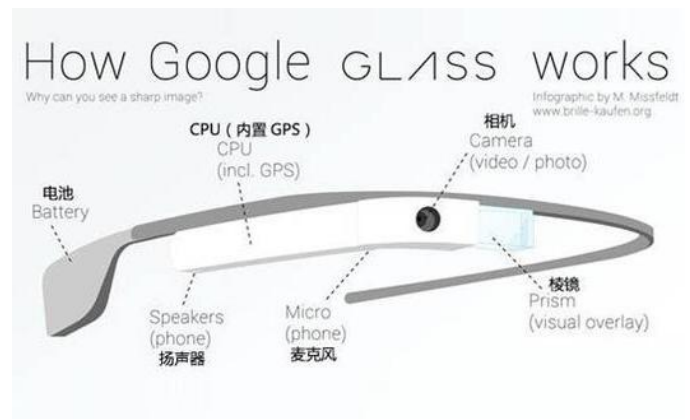 How Google GLASS works
Why can you see a sharp image?
Infographic by M. Missfeldt
www.brille-kaufen.org
CPU（内置 GPS）
CPU
(incl. GPS)
相机
Camera
(video / photo)
电池
Battery
Speakers
(phone)
扬声器
Micro
(phone)
麦克风
棱镜
Prism
(visual overlay)